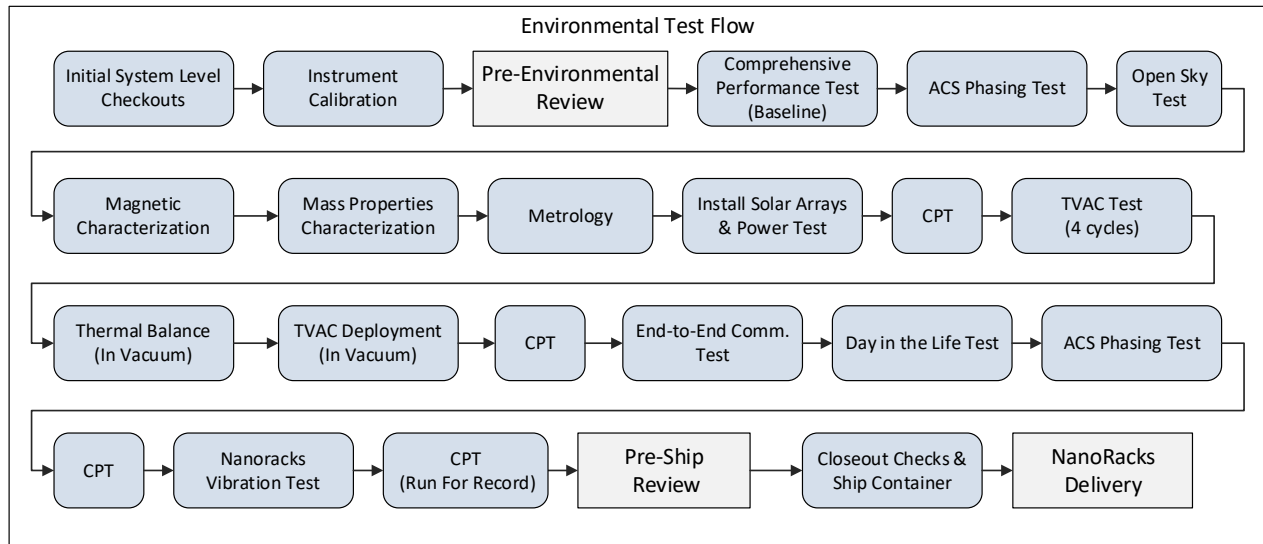 Environmental Test Flow
Initial System Level
Checkouts
Instrument
Calibration
Pre-Environmental
Review
Comprehensive
Performance Test
(Baseline)
ACS Phasing Test
Open Sky
Test
Magnetic
Characterization
Mass Properties
Characterization
Metrology
Install Solar Arrays
& Power Test
CPT
TVAC Test
(4 cycles)
Thermal Balance
(In Vacuum)
TVAC Deployment
(In Vacuum)
CPT
End-to-End Comm.
Test
Day in the Life Test
ACS Phasing Test
CPT
Nanoracks
Vibration Test
CPT
(Run For Record)
Pre-Ship
Review
Closeout Checks &
Ship Container
NanoRacks
Delivery